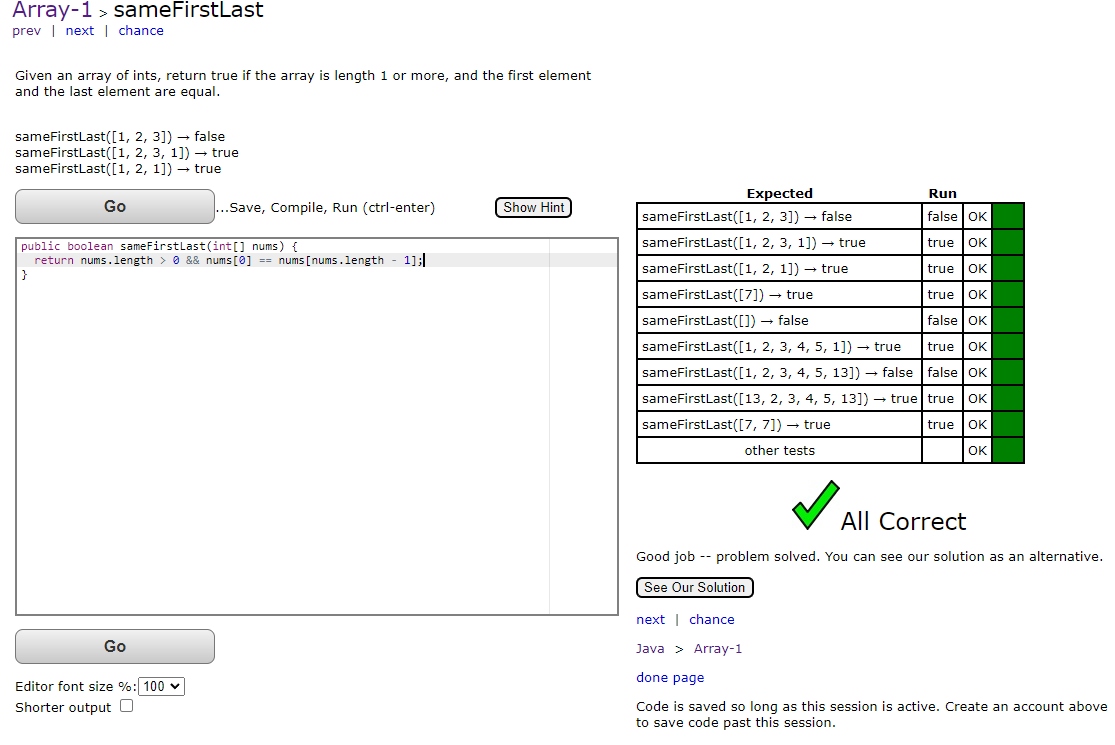 Array-1 > sameFirstLast
prev | next | chance
Given an array of ints, return true if the array is length 1 or more, and the first element
and the last element are equal.
sameFirstLast([1, 2, 3]) → false
sameFirstLast([1, 2, 3, 1]) → true
sameFirstLast([1, 2, 1]) → true
Go ...Save, Compile, Run (ctrl-enter) Show Hint
public boolean sameFirstLast(int[] nums) {
  return nums.length > 0 && nums[0] == nums[nums.length - 1];
}
Go
Editor font size %: 100
Shorter output
Expected Run
sameFirstLast([1, 2, 3]) → false false OK
sameFirstLast([1, 2, 3, 1]) → true true OK
sameFirstLast([1, 2, 1]) → true true OK
sameFirstLast([7]) → true true OK
sameFirstLast([]) → false false OK
sameFirstLast([1, 2, 3, 4, 5, 1]) → true true OK
sameFirstLast([1, 2, 3, 4, 5, 13]) → false false OK
sameFirstLast([13, 2, 3, 4, 5, 13]) → true true OK
sameFirstLast([7, 7]) → true true OK
other tests OK
All Correct
Good job -- problem solved. You can see our solution as an alternative.
See Our Solution
next | chance
Java > Array-1
done page
Code is saved so long as this session is active. Create an account above
to save code past this session.